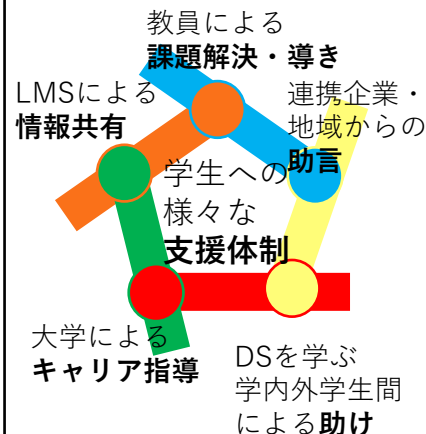 教員による
課題解決・導き
LMSによる
情報共有
連携企業・
地域からの
助言
学生への
様々な
支援体制
大学による
キャリア指導
DSを学ぶ
学内外学生間
による助け